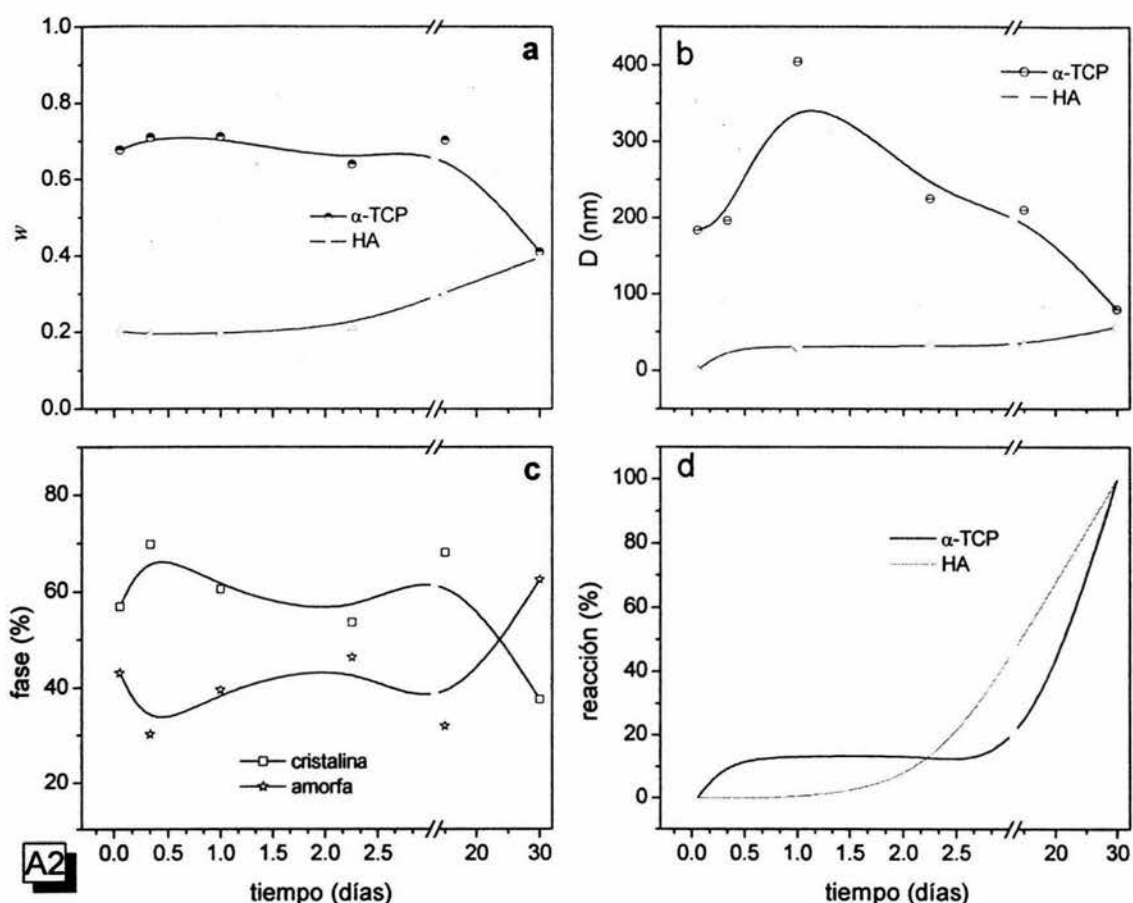 1.0
0.8
0.6
0.4
0.2
0.0
w
a
α-TCP
HA
400
300
200
100
0
D (nm)
b
α-TCP
HA
80
60
40
20
fase (%)
c
cristalina
amorfa
0.0 0.5 1.0 1.5 2.0 2.5 20 30
tiempo (días)
100
80
60
40
20
0
reacción (%)
d
α-TCP
HA
0.0 0.5 1.0 1.5 2.0 2.5 20 30
tiempo (días)
A2